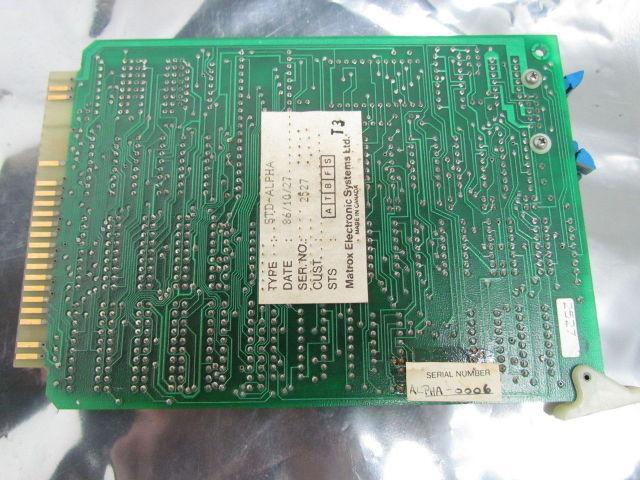 TYPE : STD-ALPHA
DATE : 86/10/27
SER NO.: 2527
CUST.
STS A T B F S
Matrox Electronic Systems Ltd.
MADE IN CANADA
T3
2527
SERIAL NUMBER
ALPHA-0006